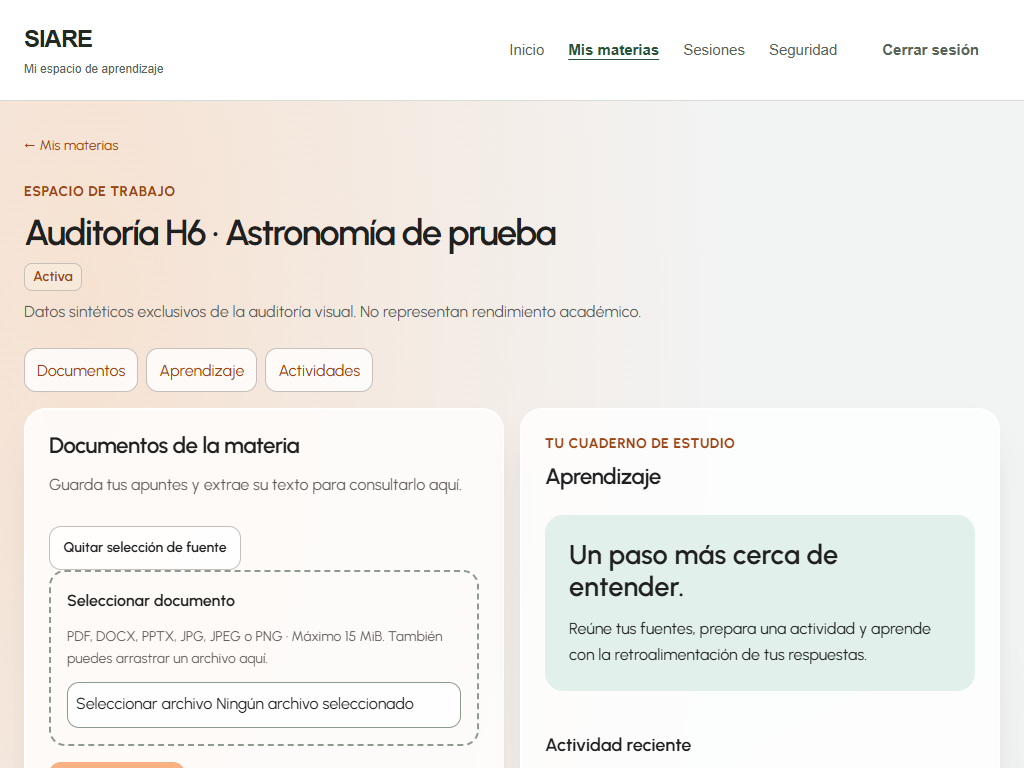 SIARE
Mi espacio de aprendizaje
Inicio
Mis materias
Sesiones
Seguridad
Cerrar sesión
← Mis materias
ESPACIO DE TRABAJO
Auditoría H6 · Astronomía de prueba
Activa
Datos sintéticos exclusivos de la auditoría visual. No representan rendimiento académico.
Documentos
Aprendizaje
Actividades
Documentos de la materia
Guarda tus apuntes y extrae su texto para consultarlo aquí.
Quitar selección de fuente
Seleccionar documento
PDF, DOCX, PPTX, JPG, JPEG o PNG · Máximo 15 MiB. También
puedes arrastrar un archivo aquí.
Seleccionar archivo Ningún archivo seleccionado
TU CUADERNO DE ESTUDIO
Aprendizaje
Un paso más cerca de
entender.
Reúne tus fuentes, prepara una actividad y aprende
con la retroalimentación de tus respuestas.
Actividad reciente